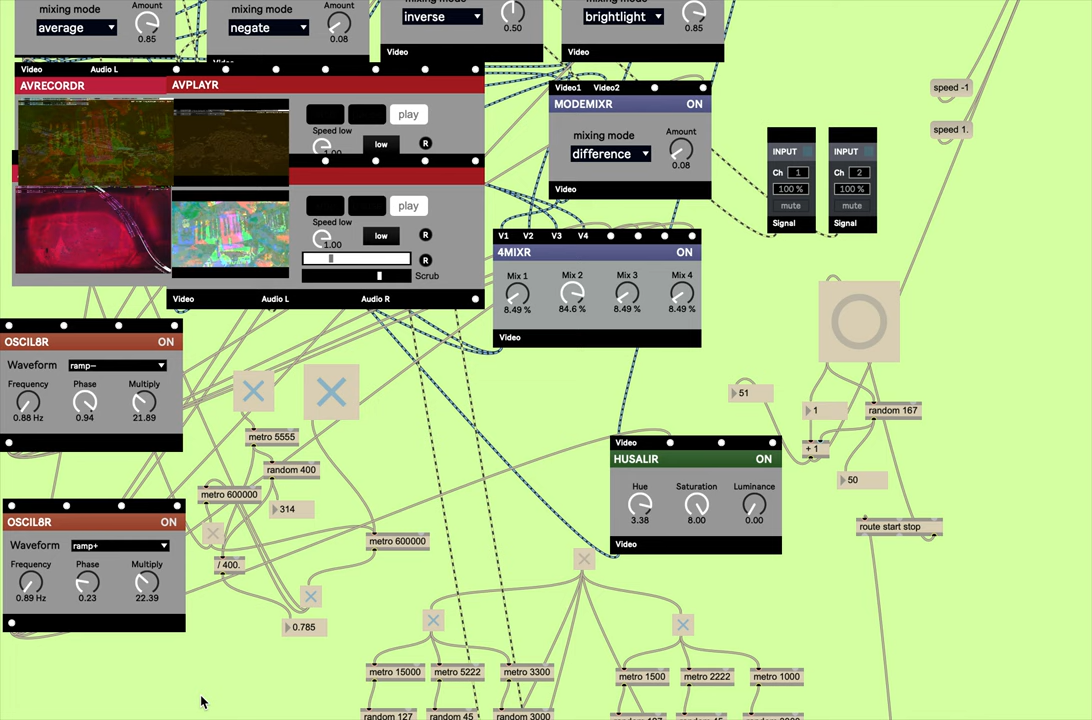 mixing mode
Amount
average
0.85
mixing mode
Amount
negate
0.08
mixing mode
inverse
0.50
Video
mixing mode
brightlight
0.85
Video
Video Audio L
AVRECORDR
AVPLAYR
play
Speed low
1.00
low
R
play
Speed low
1.00
low
R
R
Scrub
Video Audio L Audio R
Video1 Video2
MODEMIXR ON
mixing mode
Amount
difference
0.08
Video
V1 V2 V3 V4
4MIXR ON
Mix 1 Mix 2 Mix 3 Mix 4
8.49 % 84.6 % 8.49 % 8.49 %
Video
INPUT
Ch 1
100 %
mute
Signal
INPUT
Ch 2
100 %
mute
Signal
speed -1
speed 1.
OSCIL8R ON
Waveform ramp−
Frequency Phase Multiply
0.88 Hz 0.94 21.89
OSCIL8R ON
Waveform ramp+
Frequency Phase Multiply
0.89 Hz 0.23 22.39
metro 5555
random 400
metro 600000
314
/ 400.
0.785
metro 600000
51
1
random 167
+ 1
50
route start stop
Video
HUSALIR ON
Hue Saturation Luminance
3.38 8.00 0.00
Video
metro 15000
metro 5222
metro 3300
metro 1500
metro 2222
metro 1000
random 127
random 45
random 3000